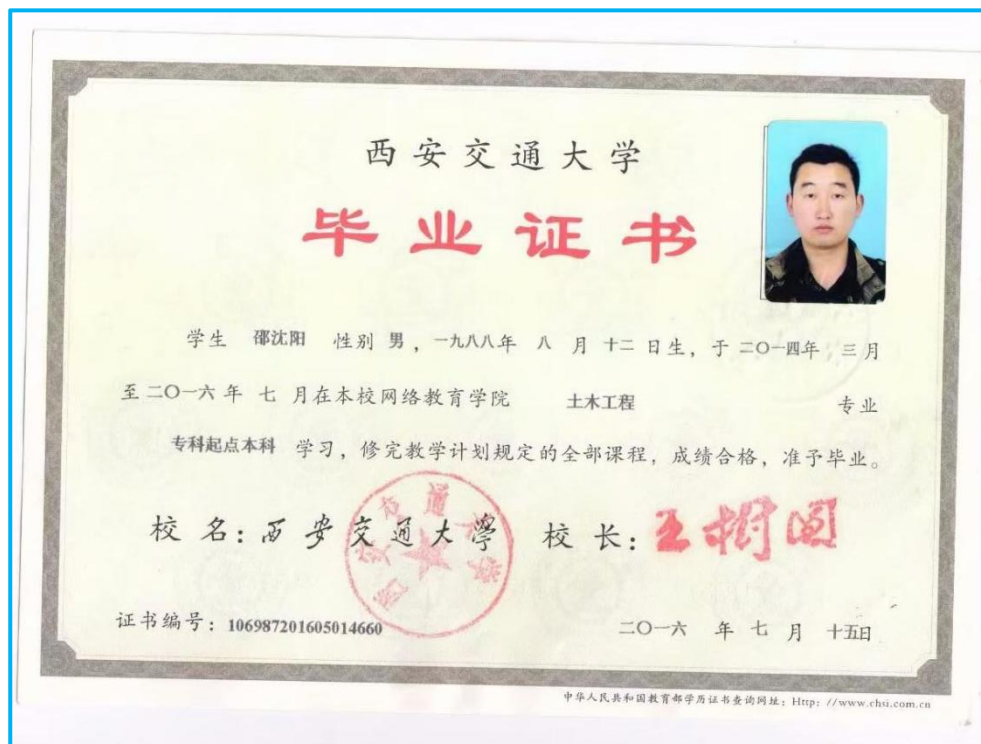 西安交通大学
毕业证书
学生 邵沈阳 性别 男，一九八八年 八 月 十二 日生，于 二〇一四年 三月
至 二〇一六 年 七 月在本校网络教育学院 土木工程 专业
专科起点本科 学习，修完教学计划规定的全部课程，成绩合格，准予毕业。
校 名：西安交通大學 校 长：王树国
西安交通大学
证书编号：106987201605014660 二〇一六 年 七 月 十五日
中华人民共和国教育部学历证书查询网址：Http：//www.chsi.com.cn